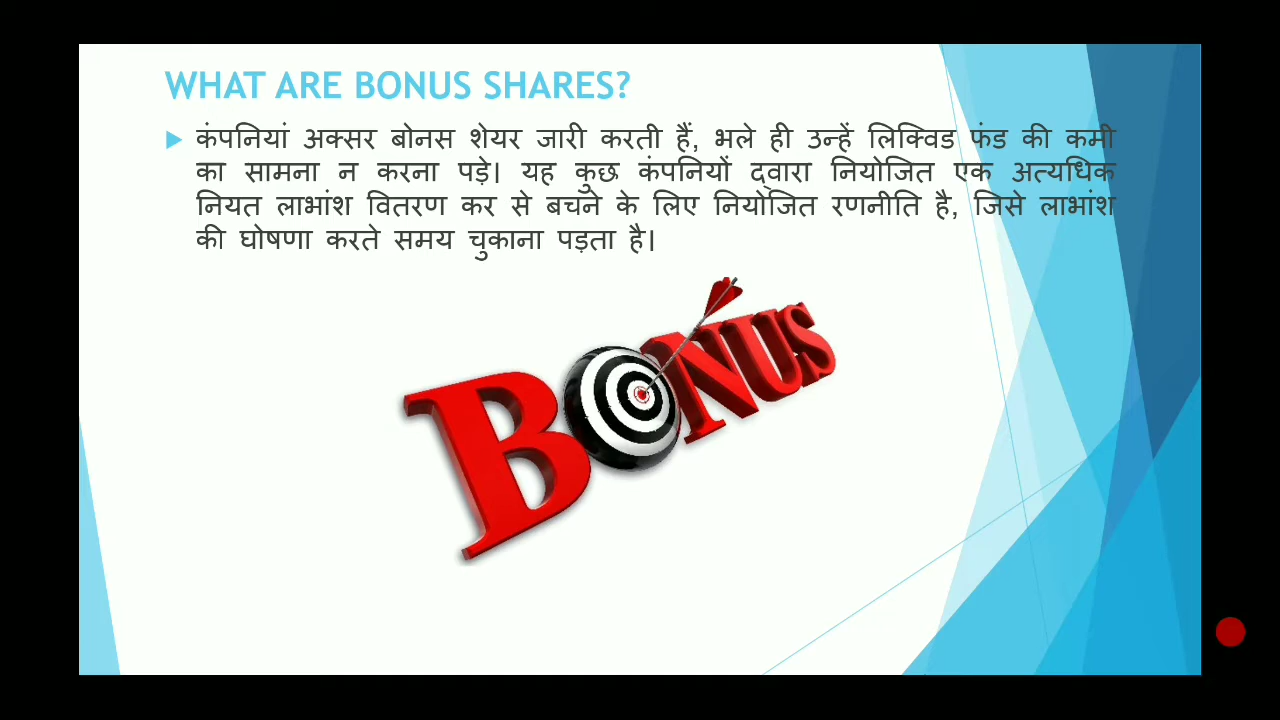 WHAT ARE BONUS SHARES?
कंपनियां अक्सर बोनस शेयर जारी करती हैं, भले ही उन्हें लिक्विड फंड की कमी
का सामना न करना पड़े। यह कुछ कंपनियों द्वारा नियोजित एक अत्यधिक
नियत लाभांश वितरण कर से बचने के लिए नियोजित रणनीति है, जिसे लाभांश
की घोषणा करते समय चुकाना पड़ता है।
BONUS